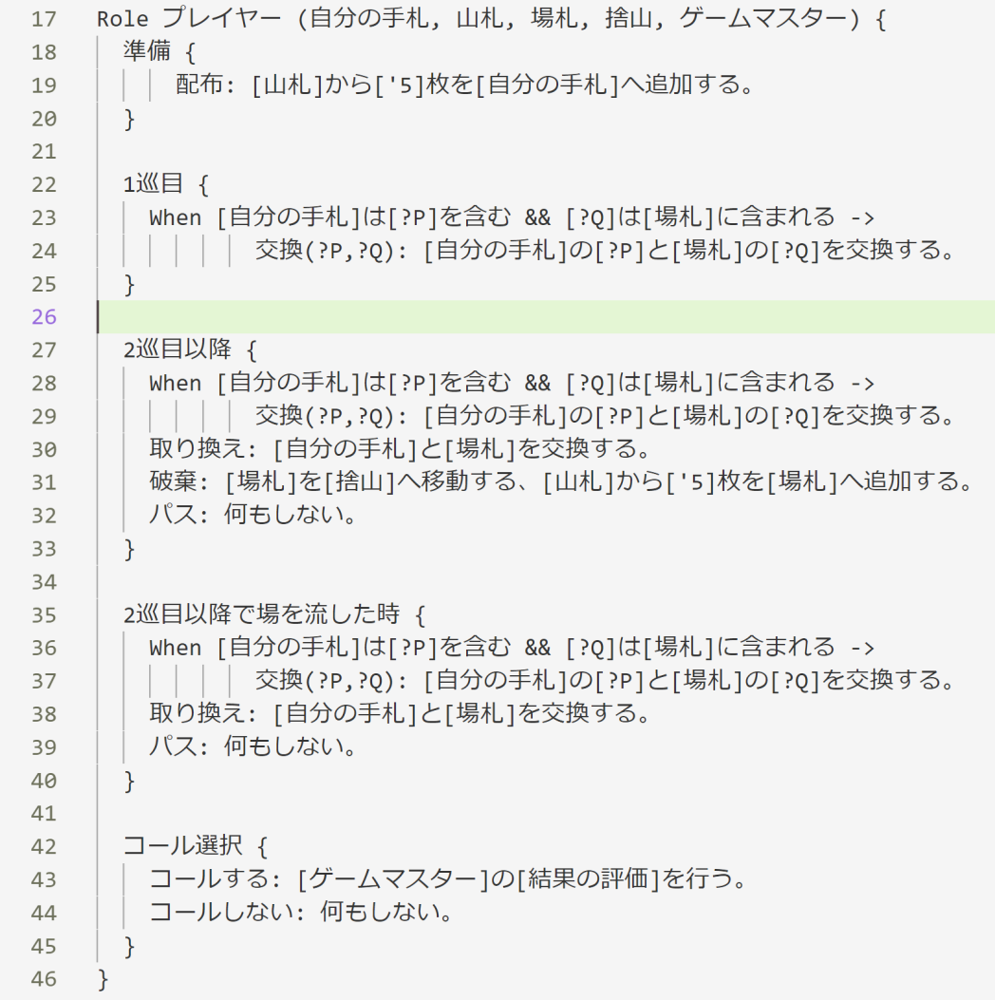 17 Role プレイヤー (自分の手札, 山札, 場札, 捨山, ゲームマスター) {
18 準備 {
19 配布: [山札]から['5]枚を[自分の手札]へ追加する。
20 }
21
22 1巡目 {
23 When [自分の手札]は[?P]を含む && [?Q]は[場札]に含まれる ->
24 交換(?P,?Q): [自分の手札]の[?P]と[場札]の[?Q]を交換する。
25 }
26
27 2巡目以降 {
28 When [自分の手札]は[?P]を含む && [?Q]は[場札]に含まれる ->
29 交換(?P,?Q): [自分の手札]の[?P]と[場札]の[?Q]を交換する。
30 取り換え: [自分の手札]と[場札]を交換する。
31 破棄: [場札]を[捨山]へ移動する、[山札]から['5]枚を[場札]へ追加する。
32 パス: 何もしない。
33 }
34
35 2巡目以降で場を流した時 {
36 When [自分の手札]は[?P]を含む && [?Q]は[場札]に含まれる ->
37 交換(?P,?Q): [自分の手札]の[?P]と[場札]の[?Q]を交換する。
38 取り換え: [自分の手札]と[場札]を交換する。
39 パス: 何もしない。
40 }
41
42 コール選択 {
43 コールする: [ゲームマスター]の[結果の評価]を行う。
44 コールしない: 何もしない。
45 }
46 }